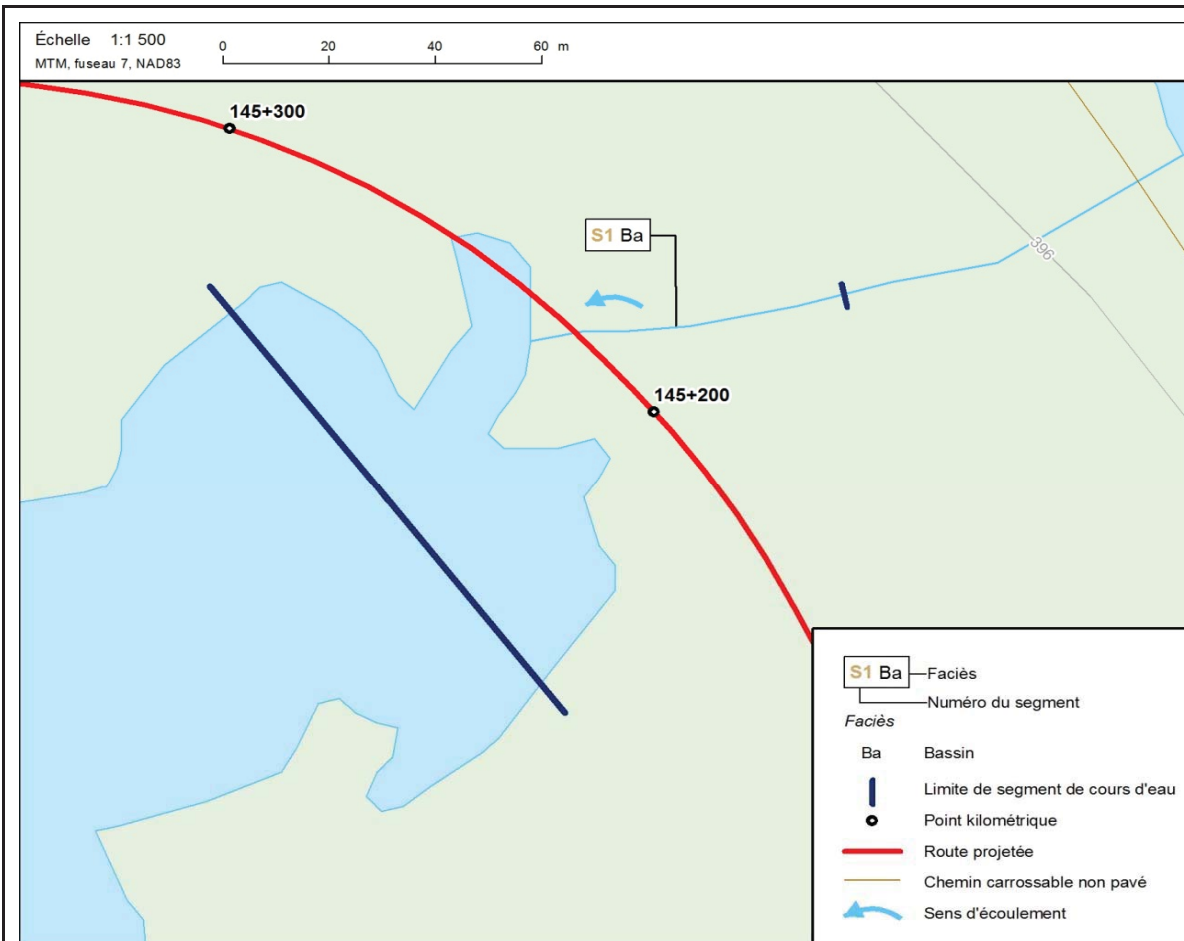 Échelle 1:1 500
MTM, fuseau 7, NAD83
0 20 40 60 m
145+300
S1 Ba
396
145+200
S1 Ba Faciès
Numéro du segment
Faciès
Ba Bassin
Limite de segment de cours d'eau
Point kilométrique
Route projetée
Chemin carrossable non pavé
Sens d'écoulement